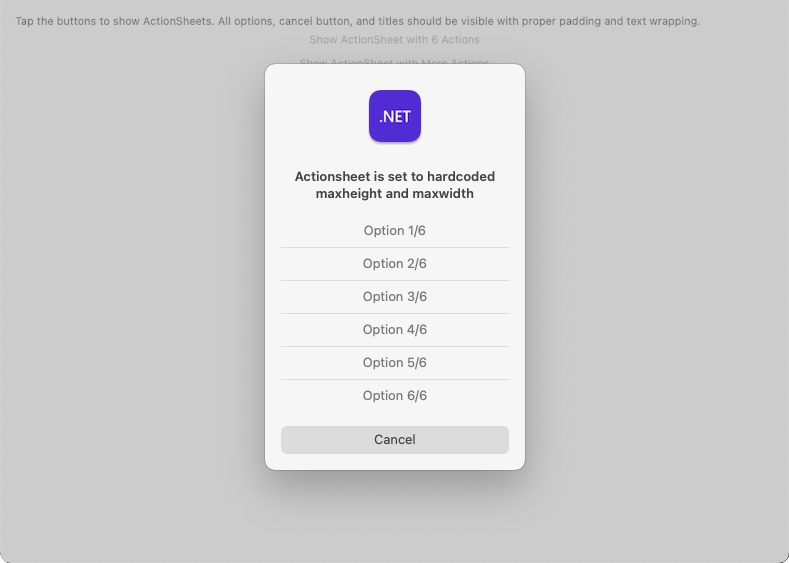 Tap the buttons to show ActionSheets. All options, cancel button, and titles should be visible with proper padding and text wrapping.
Show ActionSheet with 6 Actions
Show ActionSheet with More Actions
.NET
Actionsheet is set to hardcoded
maxheight and maxwidth
Option 1/6
Option 2/6
Option 3/6
Option 4/6
Option 5/6
Option 6/6
Cancel